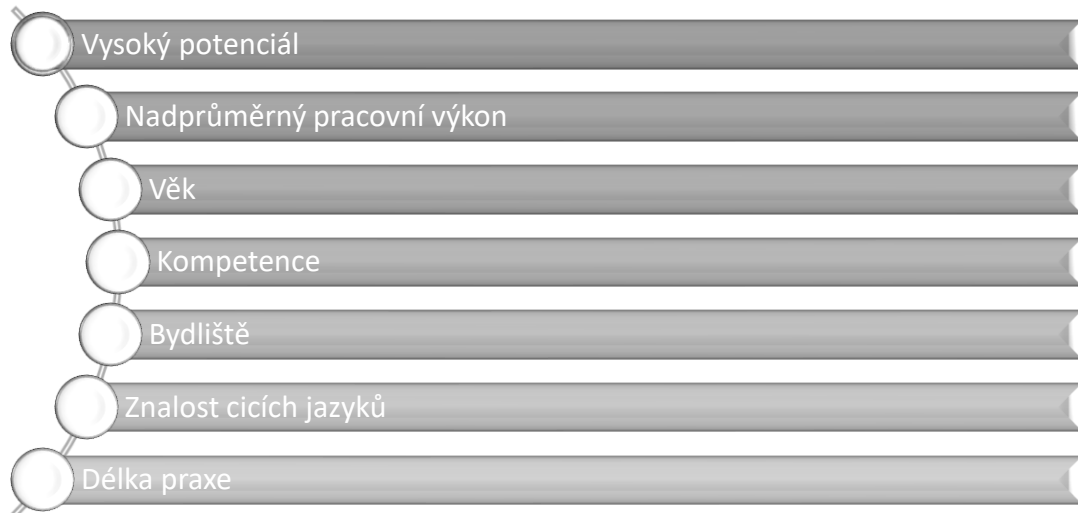 Vysoký potenciál
Nadprůměrný pracovní výkon
Věk
Kompetence
Bydliště
Znalost cicích jazyků
Délka praxe